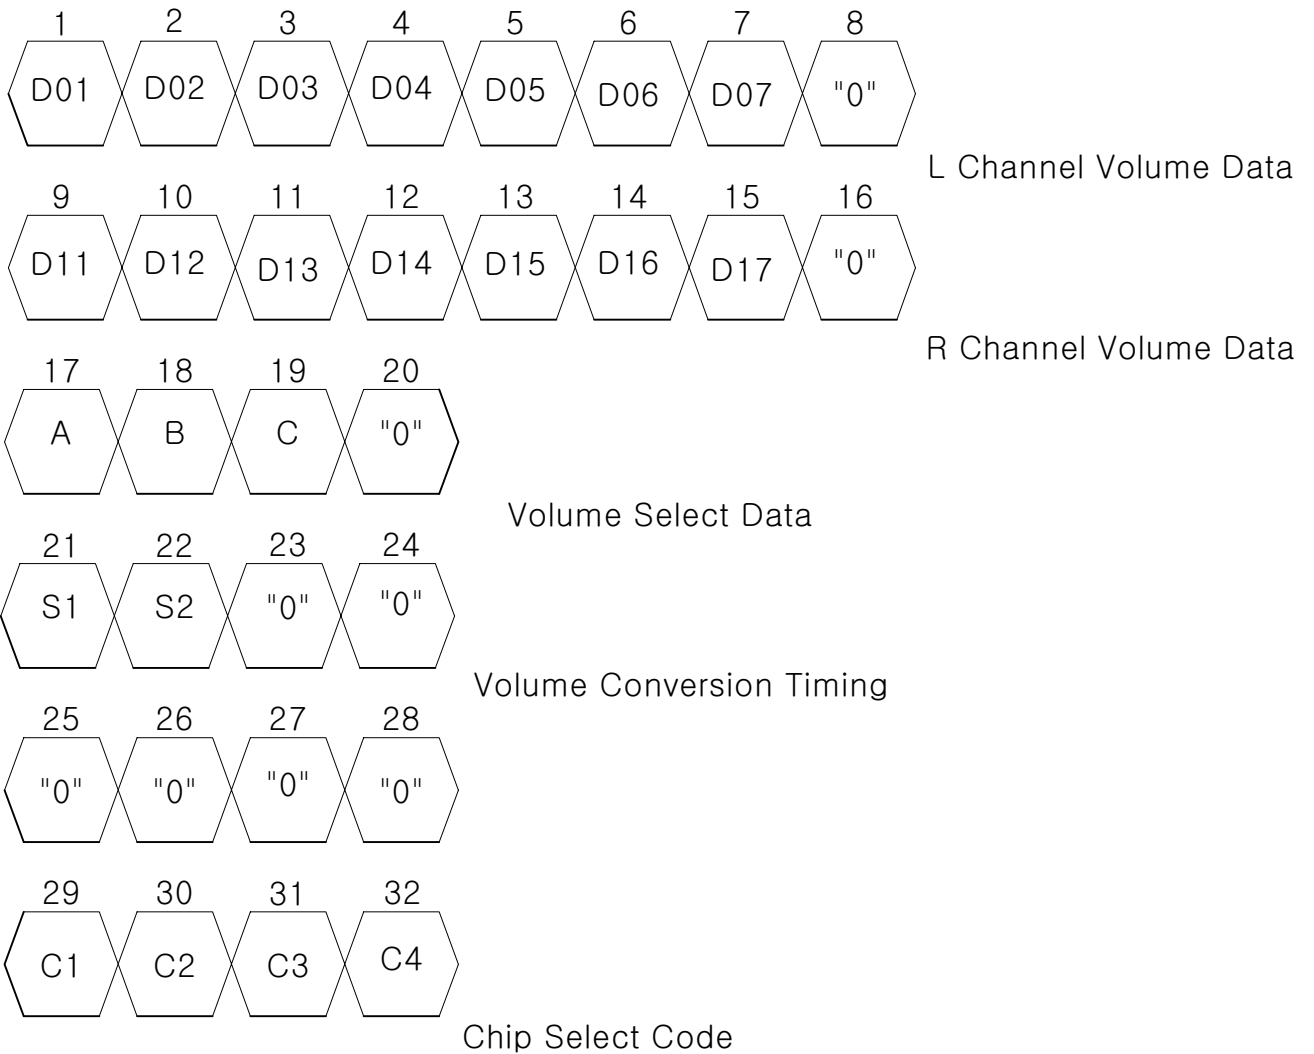 1 2 3 4 5 6 7 8
D01 D02 D03 D04 D05 D06 D07 "0"
L Channel Volume Data
9 10 11 12 13 14 15 16
D11 D12 D13 D14 D15 D16 D17 "0"
R Channel Volume Data
17 18 19 20
A B C "0"
Volume Select Data
21 22 23 24
S1 S2 "0" "0"
Volume Conversion Timing
25 26 27 28
"0" "0" "0" "0"
29 30 31 32
C1 C2 C3 C4
Chip Select Code